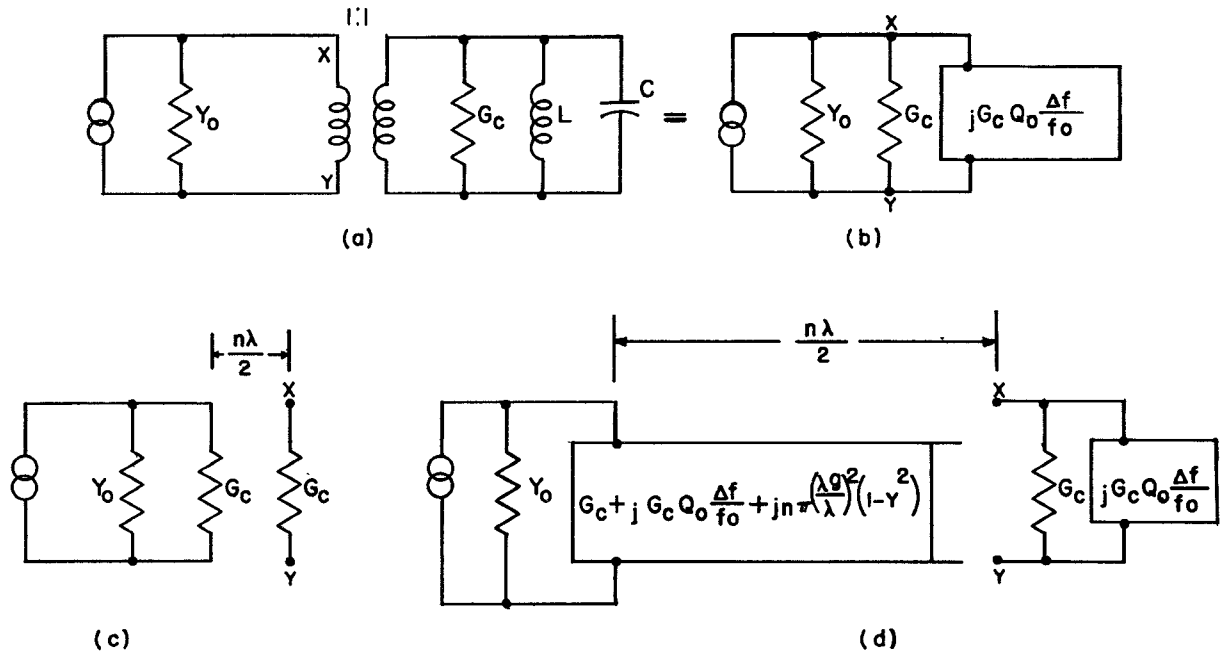 1:1
X
Y₀
Y
G_C
L
C
=
X
Y₀
G_C
jG_C Q₀ Δf/f₀
Y
(a)
(b)
nλ/2
X
Y₀
G_C
G_C
Y
(c)
nλ/2
X
Y₀
G_C + j G_C Q₀ Δf/f₀ + jnπ(λg/λ)²(1-Y²)
G_C
jG_C Q₀ Δf/f₀
Y
(d)